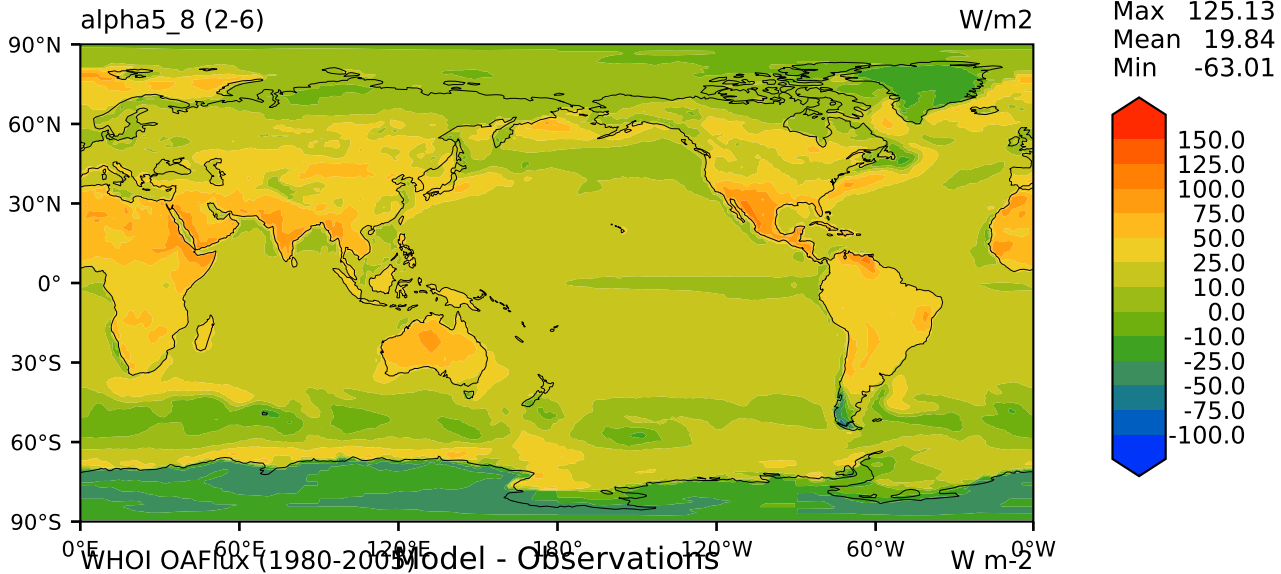 alpha5_8 (2-6) W/m2
Max 125.13
Mean 19.84
Min -63.01
90°N
60°N
30°N
0°
30°S
60°S
90°S
150.0
125.0
100.0
75.0
50.0
25.0
10.0
0.0
-10.0
-25.0
-50.0
-75.0
-100.0
0°E 60°E 120°E 180° 120°W 60°W 0°W
WHOI OAFlux (1980-2005) Model - Observations W m-2